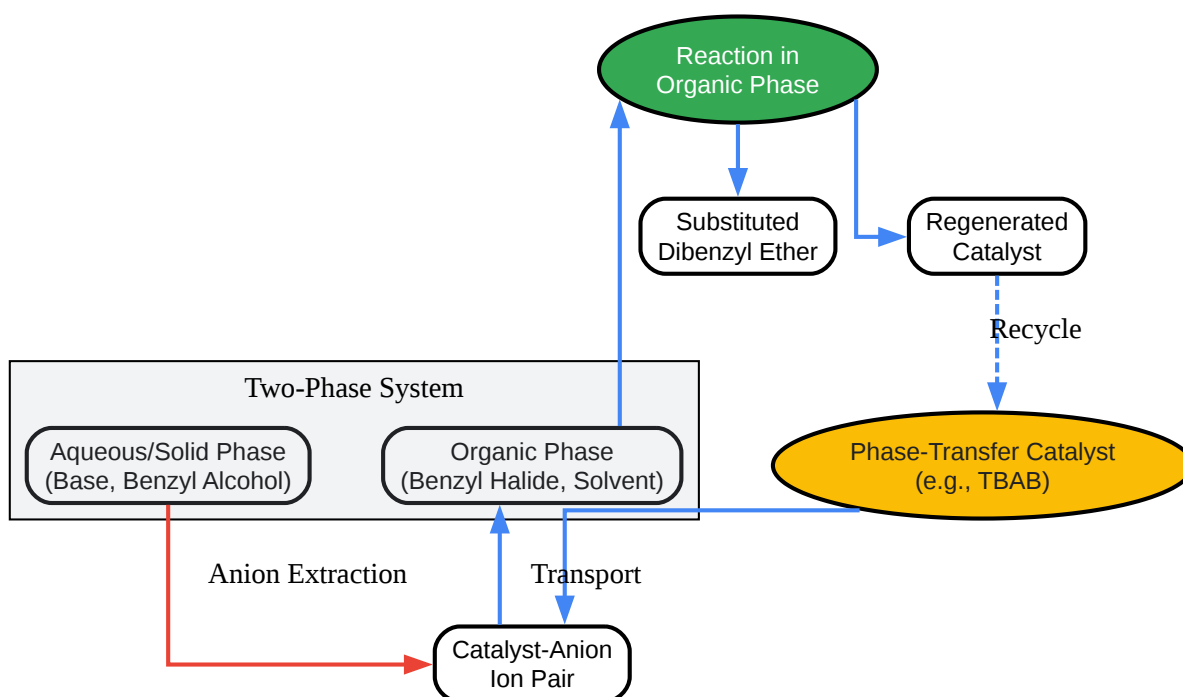 Reaction in
Organic Phase
Substituted
Dibenzyl Ether
Regenerated
Catalyst
Recycle
Two-Phase System
Aqueous/Solid Phase
(Base, Benzyl Alcohol)
Organic Phase
(Benzyl Halide, Solvent)
Phase-Transfer Catalyst
(e.g., TBAB)
Anion Extraction
Transport
Catalyst-Anion
Ion Pair